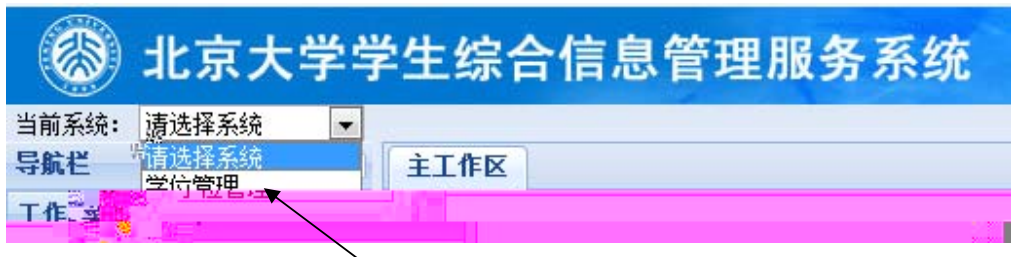 北京大学学生综合信息管理服务系统
当前系统： 请选择系统
导航栏 请选择系统 主工作区
学位管理
工作